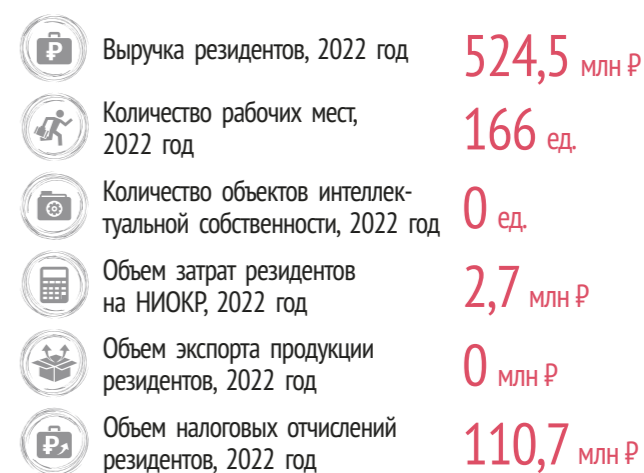 Выручка резидентов, 2022 год
524,5 млн ₽
Количество рабочих мест,
2022 год
166 ед.
Количество объектов интеллек-
туальной собственности, 2022 год
0 ед.
Объем затрат резидентов
на НИОКР, 2022 год
2,7 млн ₽
Объем экспорта продукции
резидентов, 2022 год
0 млн ₽
Объем налоговых отчислений
резидентов, 2022 год
110,7 млн ₽